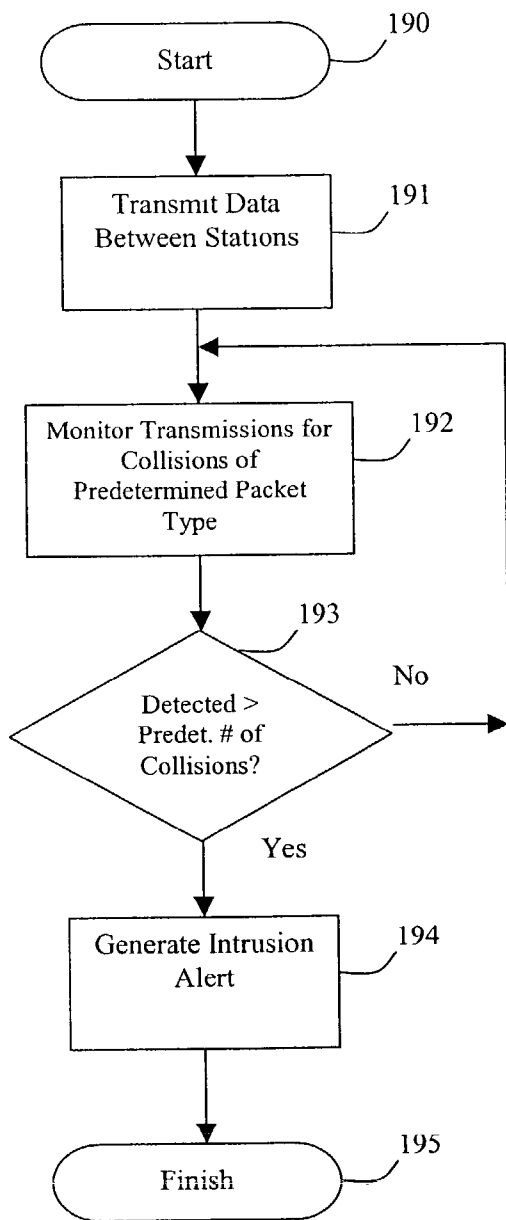 190
Start
191
Transmit Data
Between Stations
192
Monitor Transmissions for
Collisions of
Predetermined Packet
Type
193
No
Detected >
Predet. # of
Collisions?
Yes
194
Generate Intrusion
Alert
195
Finish